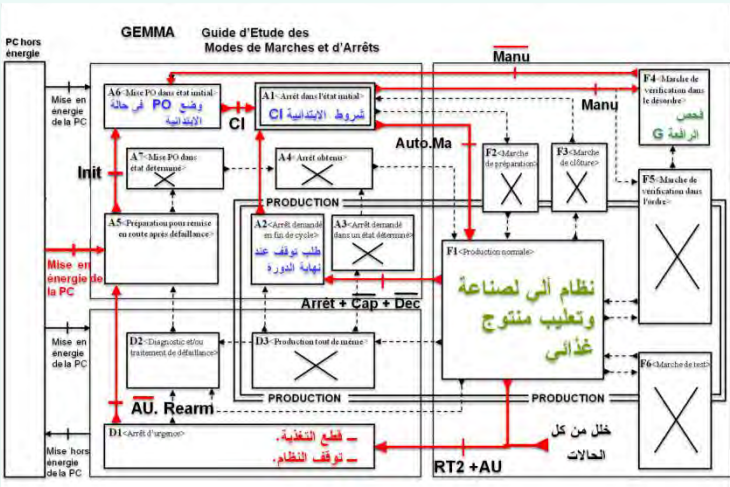 GEMMA
Guide d'Etude des
Modes de Marches et d'Arrêts
PC hors
énergie
Mise en
énergie
de la PC
A6 <Mise PO dans état initial>
وضع PO في حالة
الابتدائية
CI
A1 <Arrêt dans l'état initial>
شروط الابتدائية CI
Manu
Manu
F4 <Marche de
vérification dans
le désordre>
فحص
الرافعة G
Auto.Ma
Init
A7 <Mise PO dans
état déterminé>
A4 <Arrêt obtenu>
F2 <Marche
de préparation>
F3 <Marche
de clôture>
F5 <Marche de
vérification dans
l'ordre>
PRODUCTION
A5 <Préparation pour remise
en route après défaillance>
A2 <Arrêt demandé
en fin de cycle>
طلب توقف عند
نهاية الدورة
A3 <Arrêt demandé
dans un état déterminé>
F1 <Production normale>
نظام ألي لصناعة
وتعليب منتوج
غذائي
Mise en
énergie de
la PC
Arrêt + Cap + Dec
Mise en
énergie
de la PC
D2 <Diagnostic et/ou
traitement de défaillance>
D3 <Production tout de même>
F6 <Marche de test>
AU. Rearm
PRODUCTION
PRODUCTION
D1 <Arrêt d'urgence>
– قطع التغذية.
– توقف النظام.
خلل من كل
الحالات
Mise hors
énergie
de la PC
RT2 +AU